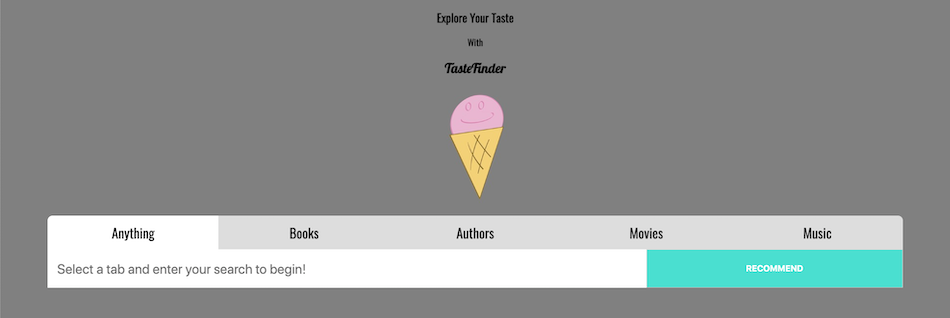 Explore Your Taste
With
TasteFinder
Anything Books Authors Movies Music
Select a tab and enter your search to begin! RECOMMEND